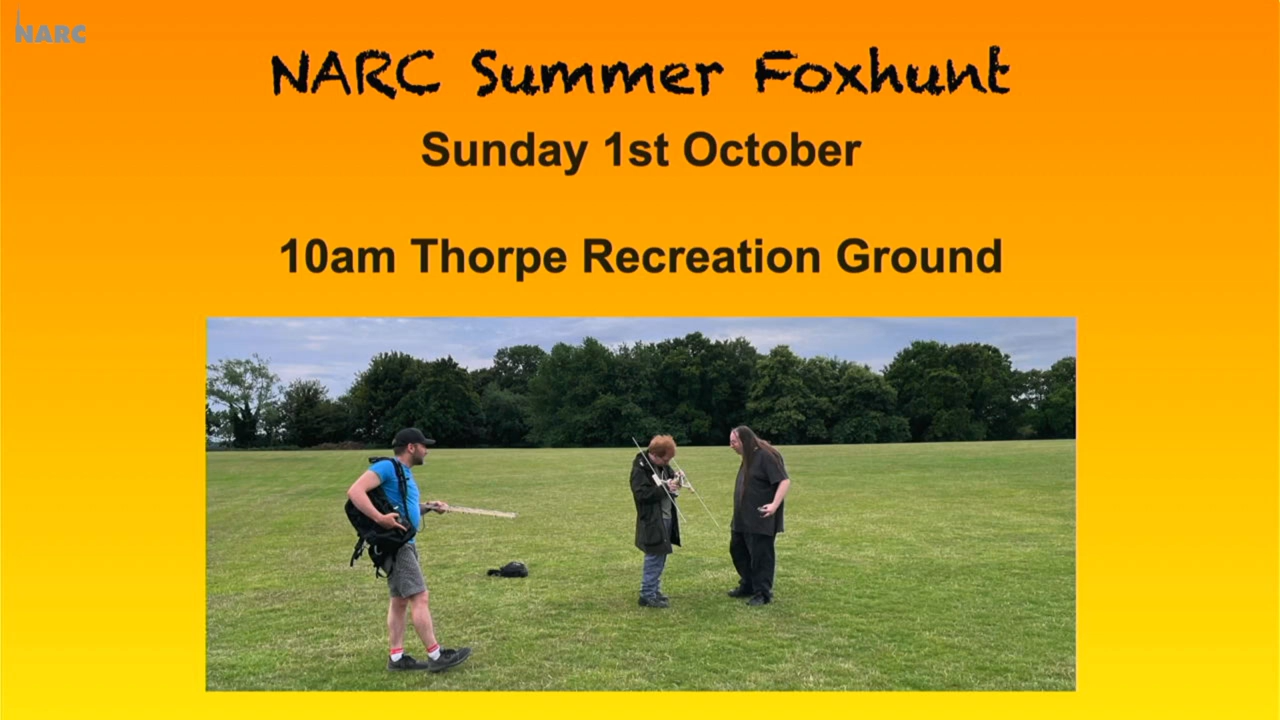 NARC
NARC Summer Foxhunt
Sunday 1st October
10am Thorpe Recreation Ground